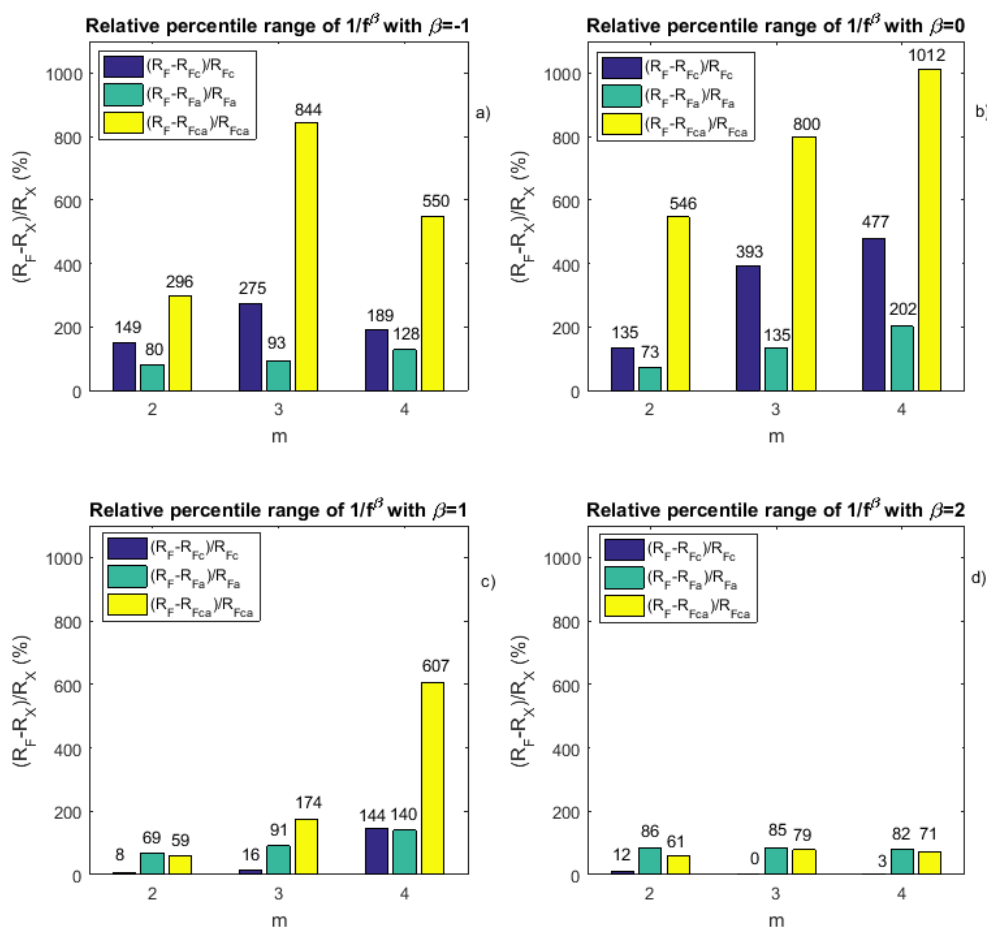 Relative percentile range of 1/f^β with β=-1
(R_F-R_X)/R_X (%)
1000
800
600
400
200
0
(R_F-R_Fc)/R_Fc
(R_F-R_Fa)/R_Fa
(R_F-R_Fca)/R_Fca
a)
149
80
296
275
93
844
189
128
550
2
3
4
m
Relative percentile range of 1/f^β with β=0
(R_F-R_X)/R_X (%)
1000
800
600
400
200
0
(R_F-R_Fc)/R_Fc
(R_F-R_Fa)/R_Fa
(R_F-R_Fca)/R_Fca
b)
135
73
546
393
135
800
477
202
1012
2
3
4
m
Relative percentile range of 1/f^β with β=1
(R_F-R_X)/R_X (%)
1000
800
600
400
200
0
(R_F-R_Fc)/R_Fc
(R_F-R_Fa)/R_Fa
(R_F-R_Fca)/R_Fca
c)
8
69
59
16
91
174
144
140
607
2
3
4
m
Relative percentile range of 1/f^β with β=2
(R_F-R_X)/R_X (%)
1000
800
600
400
200
0
(R_F-R_Fc)/R_Fc
(R_F-R_Fa)/R_Fa
(R_F-R_Fca)/R_Fca
d)
12
86
61
0
85
79
3
82
71
2
3
4
m